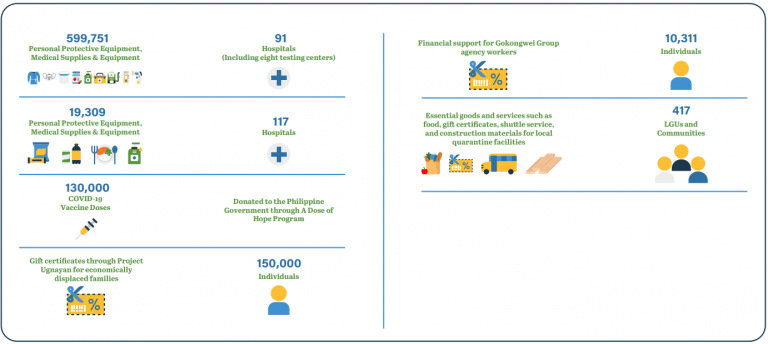 599,751
Personal Protective Equipment,
Medical Supplies & Equipment
91
Hospitals
(Including eight testing centers)
19,309
Personal Protective Equipment,
Medical Supplies & Equipment
117
Hospitals
130,000
COVID-19
Vaccine Doses
Donated to the Philippine
Government through A Dose of
Hope Program
Gift certificates through Project
Ugnayan for economically
displaced families
%
150,000
Individuals
Financial support for Gokongwei Group
agency workers
%
10,311
Individuals
Essential goods and services such as
food, gift certificates, shuttle service,
and construction materials for local
quarantine facilities
%
417
LGUs and
Communities